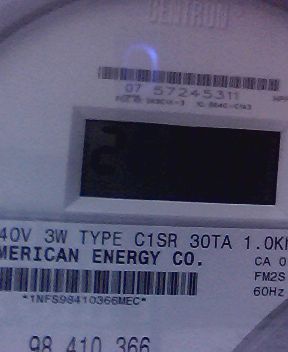 CENTRON
07 57245311
40V 3W TYPE C1SR 30TA 1.0K
MERICAN ENERGY CO.
CA 0
FM2S
60Hz
*1NFS98410366MEC*
98 410 366